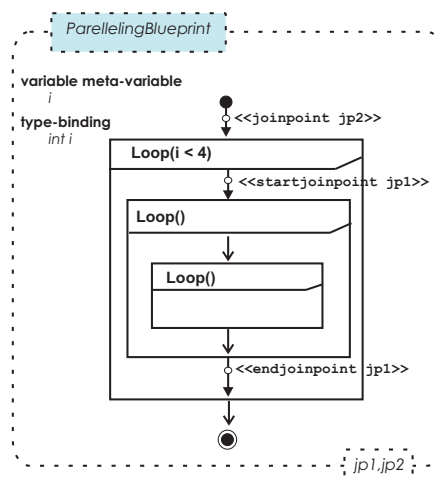 ParellelingBlueprint
variable meta-variable
i
type-binding
int i
<<joinpoint jp2>>
Loop(i < 4)
<<startjoinpoint jp1>>
Loop()
Loop()
<<endjoinpoint jp1>>
jp1,jp2